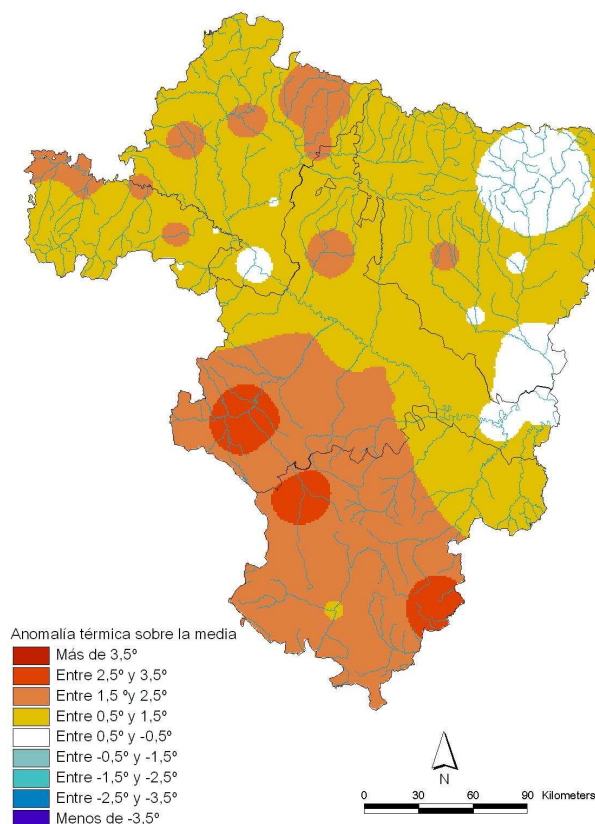 Anomalía térmica sobre la media
Más de 3,5º
Entre 2,5º y 3,5º
Entre 1,5 ºy 2,5º
Entre 0,5º y 1,5º
Entre 0,5º y -0,5º
Entre -0,5º y -1,5º
Entre -1,5º y -2,5º
Entre -2,5º y -3,5º
Menos de -3,5º
N
0 30 60 90 Kilometers